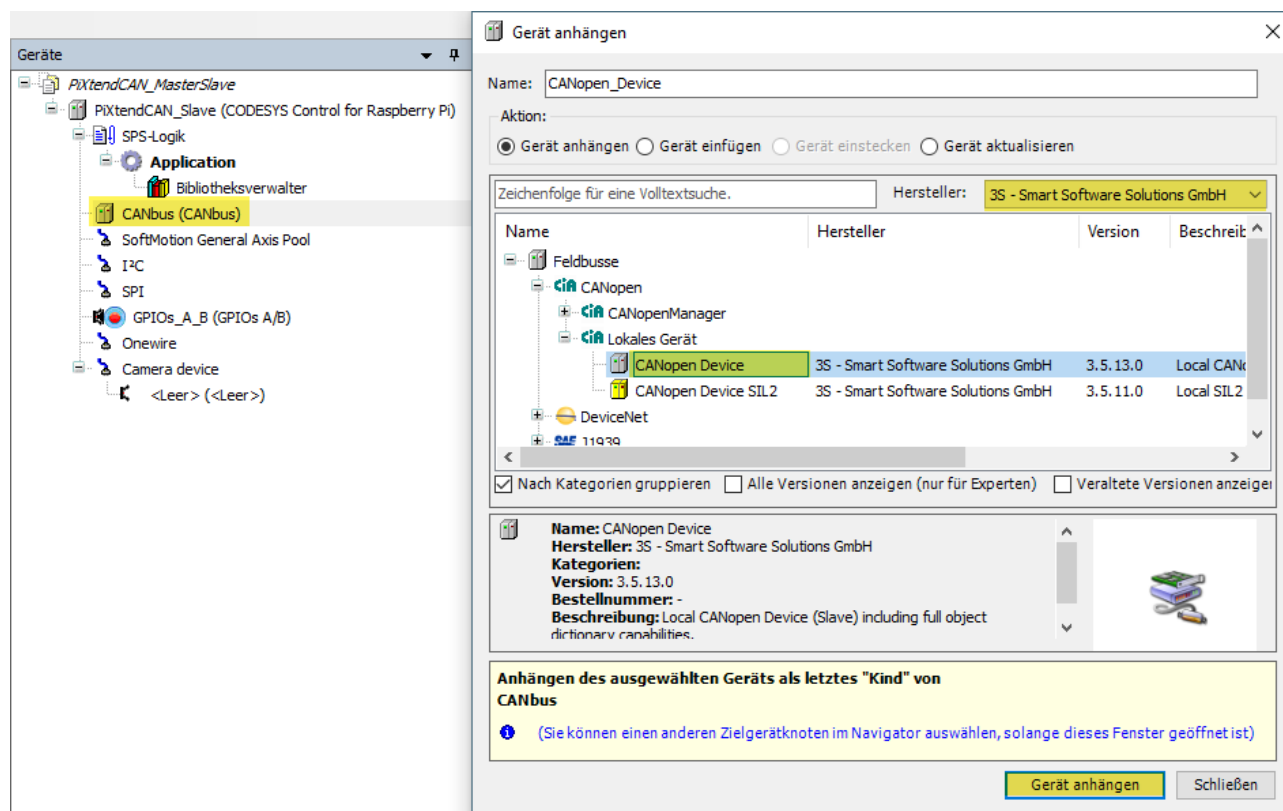 Geräte
PiXtendCAN_MasterSlave
PiXtendCAN_Slave (CODESYS Control for Raspberry Pi)
SPS-Logik
Application
Bibliotheksverwalter
CANbus (CANbus)
SoftMotion General Axis Pool
I²C
SPI
GPIOs_A_B (GPIOs A/B)
Onewire
Camera device
<Leer> (<Leer>)
Gerät anhängen
Name: CANopen_Device
Aktion:
Gerät anhängen Gerät einfügen Gerät einstecken Gerät aktualisieren
Zeichenfolge für eine Volltextsuche. Hersteller: 3S - Smart Software Solutions GmbH
Name Hersteller Version Beschreib
Feldbusse
CiA CANopen
CiA CANopenManager
CiA Lokales Gerät
CANopen Device 3S - Smart Software Solutions GmbH 3.5.13.0 Local CANo
CANopen Device SIL2 3S - Smart Software Solutions GmbH 3.5.11.0 Local SIL2
DeviceNet
SAE J1939
Nach Kategorien gruppieren Alle Versionen anzeigen (nur für Experten) Veraltete Versionen anzeigen
Name: CANopen Device
Hersteller: 3S - Smart Software Solutions GmbH
Kategorien:
Version: 3.5.13.0
Bestellnummer: -
Beschreibung: Local CANopen Device (Slave) including full object
dictionary capabilities.
Anhängen des ausgewählten Geräts als letztes "Kind" von
CANbus
(Sie können einen anderen Zielgerätknoten im Navigator auswählen, solange dieses Fenster geöffnet ist)
Gerät anhängen Schließen